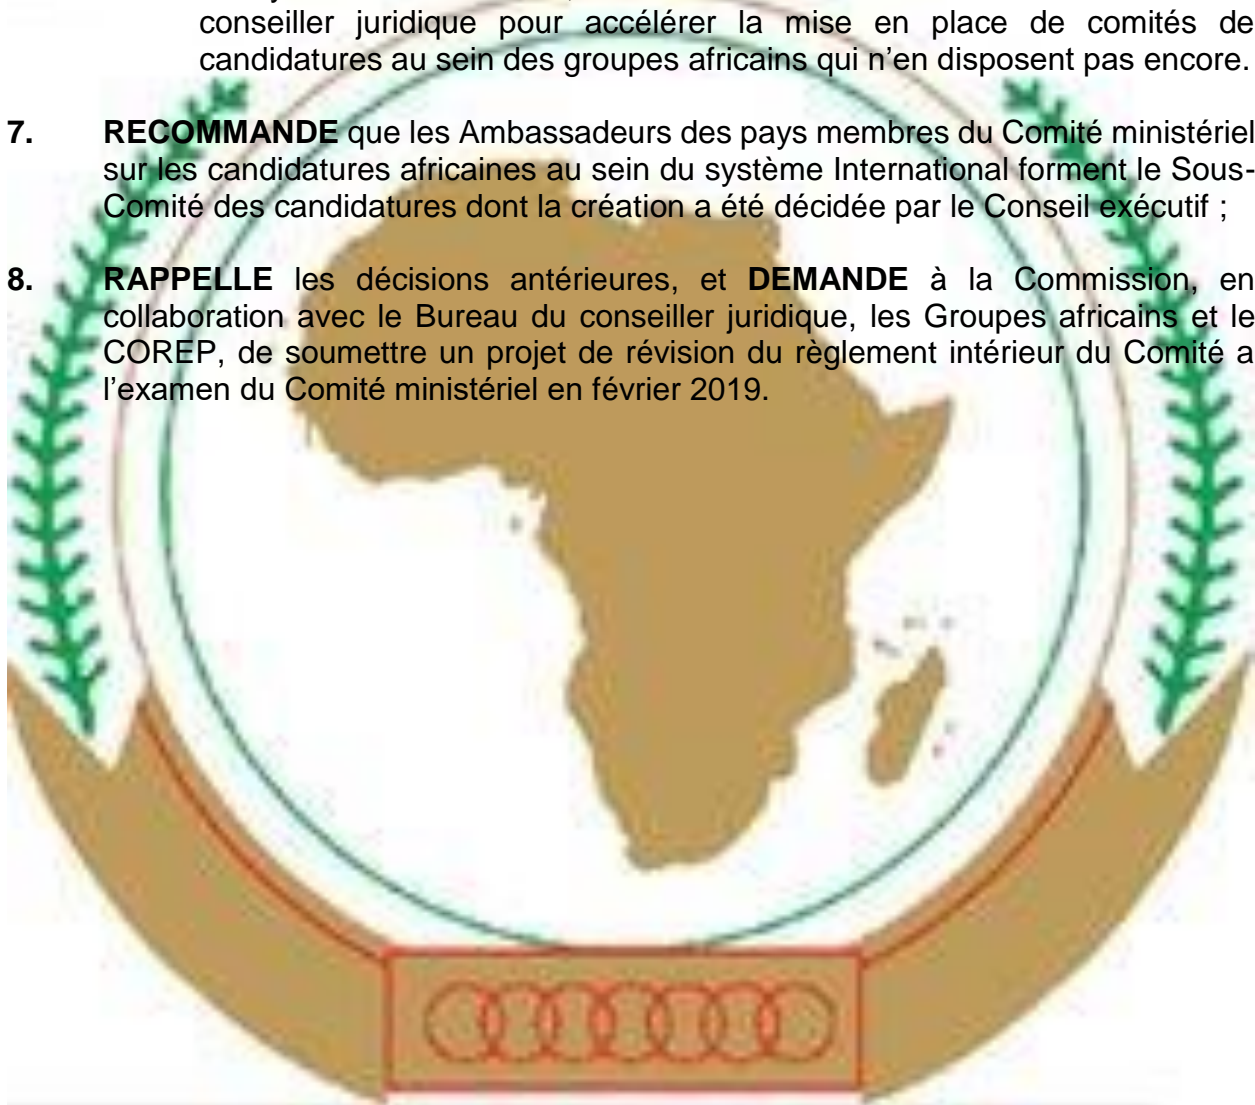 conseiller juridique pour accélérer la mise en place de comités de
candidatures au sein des groupes africains qui n'en disposent pas encore.
7. RECOMMANDE que les Ambassadeurs des pays membres du Comité ministériel
sur les candidatures africaines au sein du système International forment le Sous-
Comité des candidatures dont la création a été décidée par le Conseil exécutif ;
8. RAPPELLE les décisions antérieures, et DEMANDE à la Commission, en
collaboration avec le Bureau du conseiller juridique, les Groupes africains et le
COREP, de soumettre un projet de révision du règlement intérieur du Comité a
l'examen du Comité ministériel en février 2019.